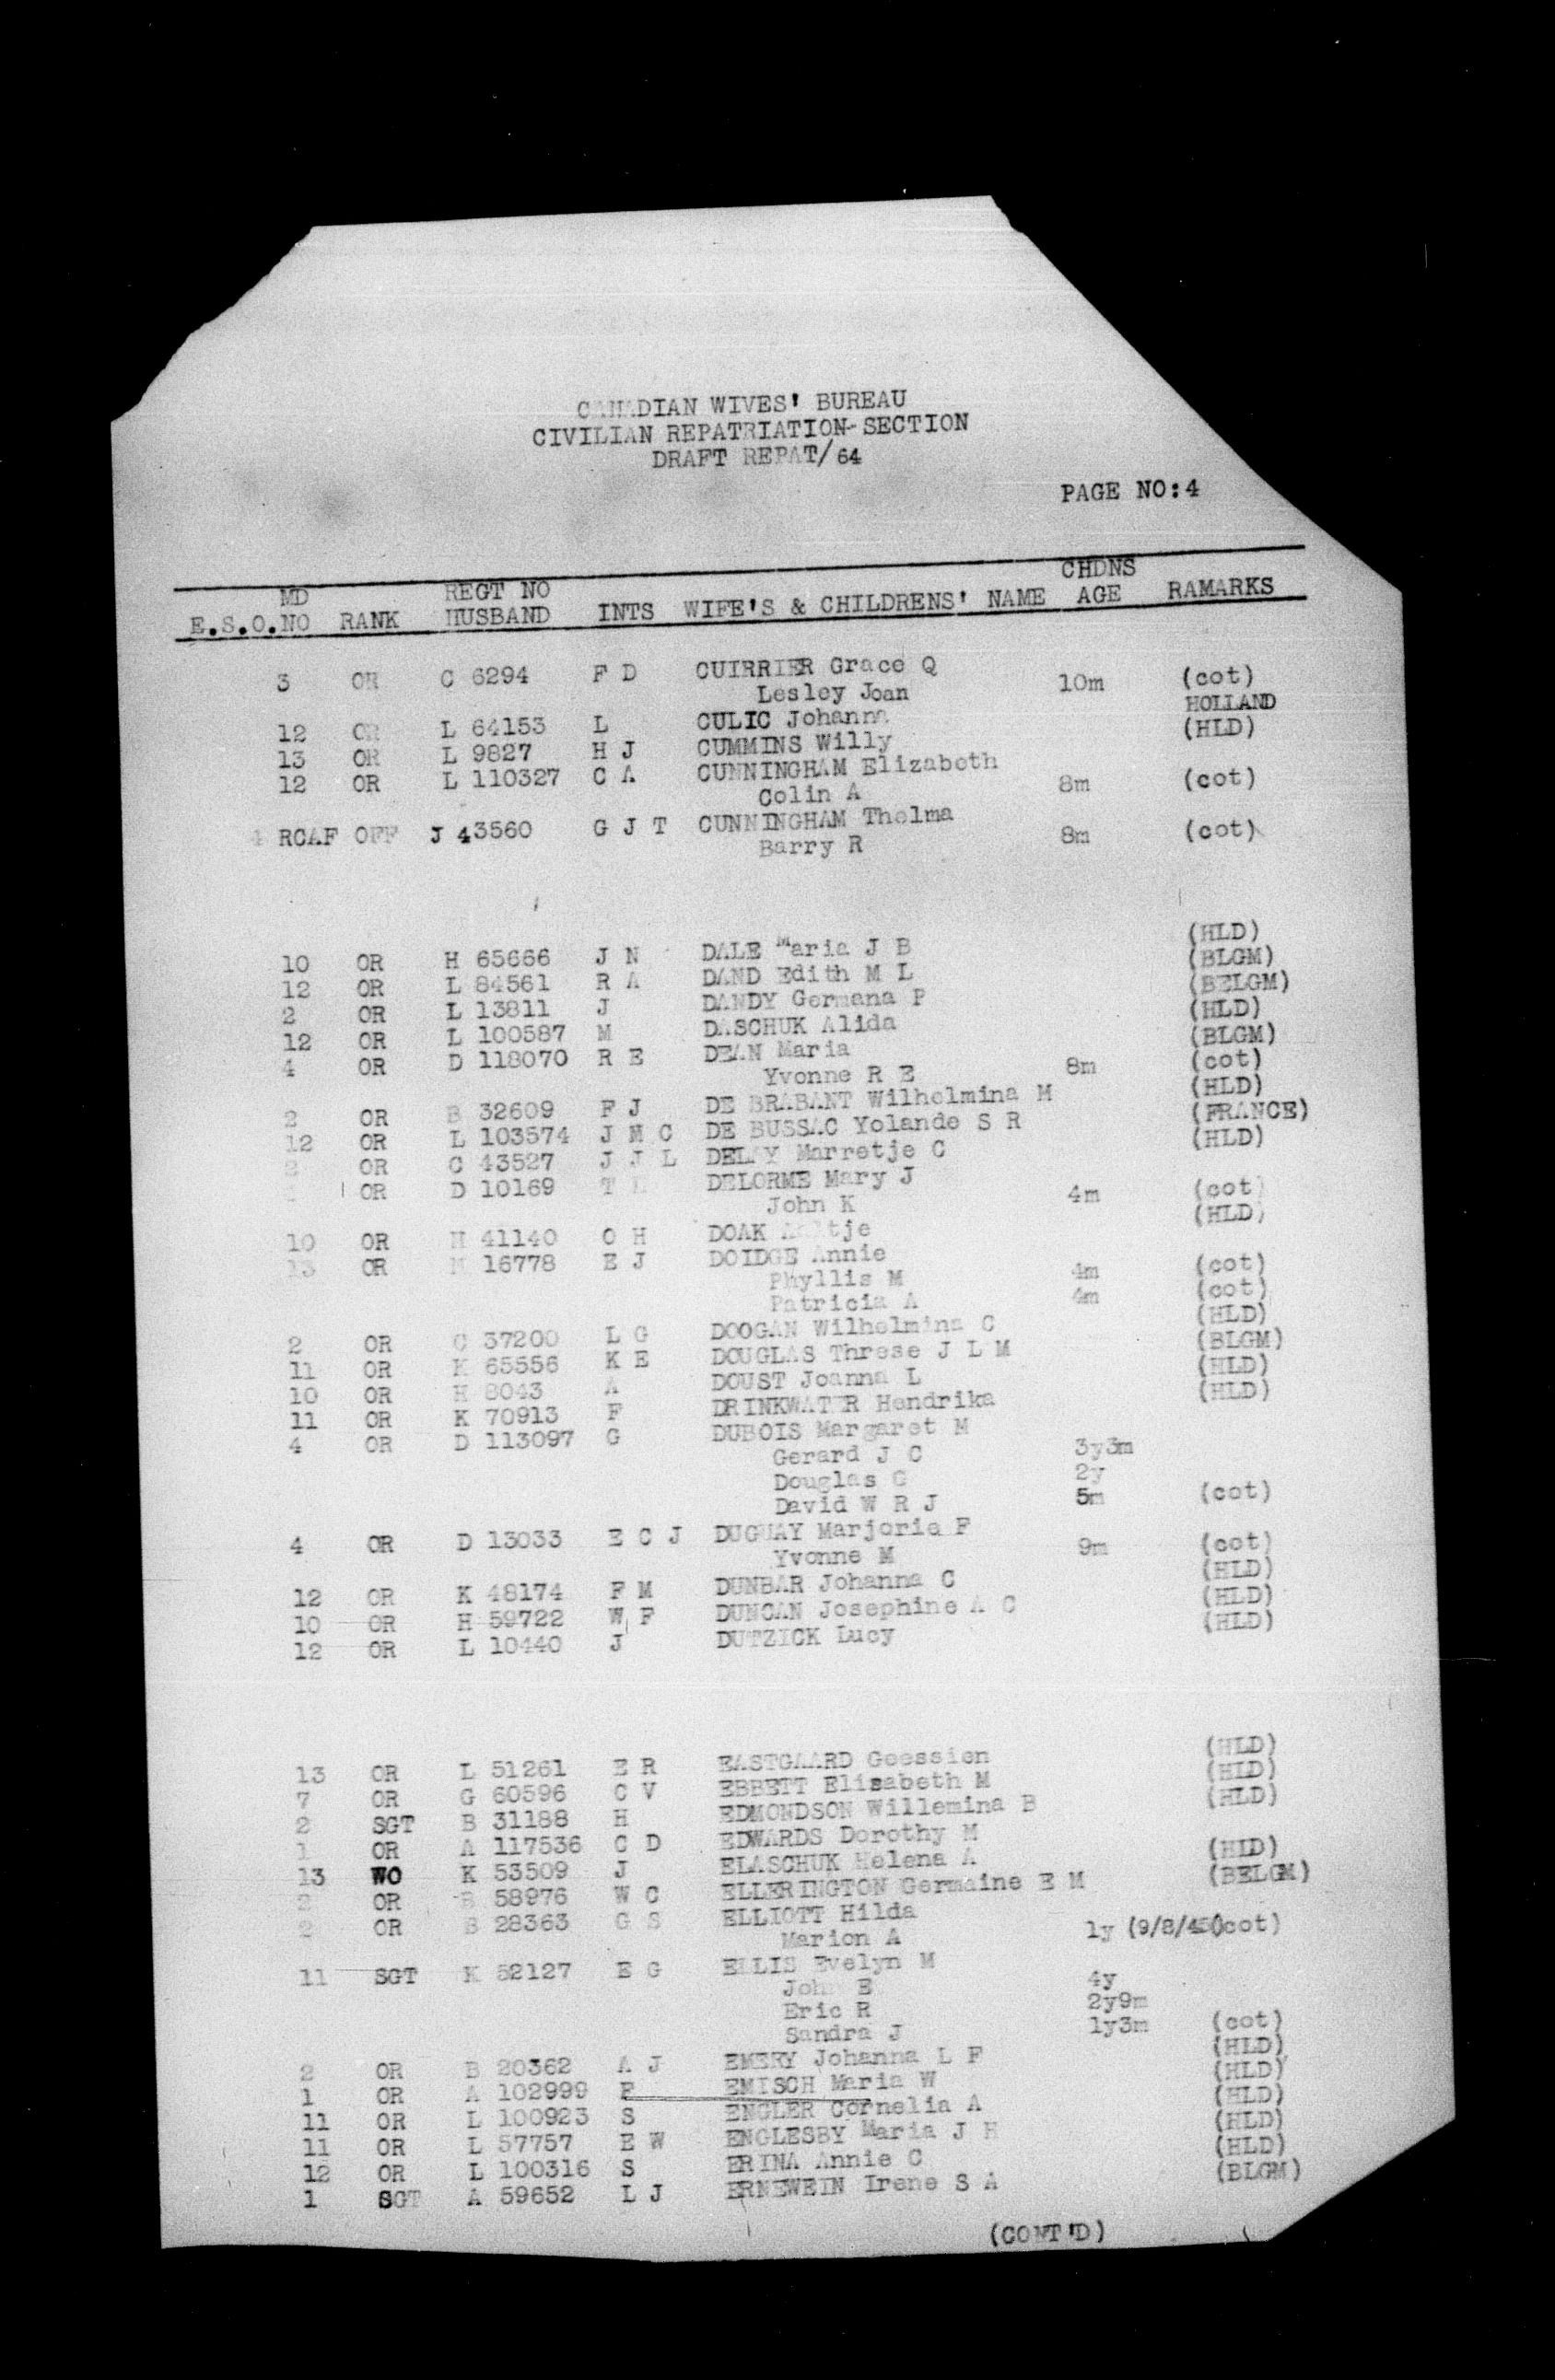 CANADIAN WIVES' BUREAU
CIVILIAN REPATRIATION-SECTION
DRAFT REPAT/64
PAGE NO:4
E.S.O.NO MD RANK REGT NO HUSBAND INTS WIFE'S & CHILDRENS' NAME CHDNS AGE RAMARKS
3 OR C 6294 F D CUIRRIER Grace Q
Lesley Joan 10m (cot)
12 OR L 64153 L CULIC Johanna HOLLAND
13 OR L 9827 H J CUMMINS Willy (HLD)
12 OR L 110327 C A CUNNINGHAM Elizabeth
Colin A 8m (cot)
4 RCAF OFF J 43560 G J T CUNNINGHAM Thelma
Barry R 8m (cot)
10 OR H 65666 J N DALE Maria J B (HLD)
12 OR L 84561 R A DAND Edith M L (BLGM)
2 OR L 13811 J DANDY Germana P (BELGM)
12 OR L 100587 M DASCHUK Alida (HLD)
4 OR D 118070 R E DEAN Maria (BLGM)
Yvonne R E 8m (cot)
2 OR B 32609 F J DE BRABANT Wilhelmina M (HLD)
12 OR L 103574 J M C DE BUSSAC Yolande S R (FRANCE)
2 OR C 43527 J J L DELAY Marretje C (HLD)
OR D 10169 T DELORME Mary J
John K 4m (cot)
10 OR H 41140 O H DOAK (HLD)
13 OR M 16778 E J DOIDGE Annie
Phyllis M 4m (cot)
Patricia A 4m (cot)
2 OR C 37200 L G DOOGAN Wilhelmina C (HLD)
11 OR K 65556 K E DOUGLAS Threse J L M (BLGM)
10 OR H 8043 A DOUST Joanna L (HLD)
11 OR K 70913 F DRINKWATER Hendrika (HLD)
4 OR D 113097 G DUBOIS Margaret M
Gerard J C 3y3m
Douglas G 2y
David W R J 5m (cot)
4 OR D 13033 E C J DUGUAY Marjorie F
Yvonne M 9m (cot)
12 OR K 48174 F M DUNBAR Johanna C (HLD)
10 OR H 59722 W F DUNCAN Josephine A C (HLD)
12 OR L 10440 J DUTZICK Lucy (HLD)
13 OR L 51261 E R EASTGAARD Geessien (HLD)
7 OR G 60596 C V EBBETT Elisabeth M (HLD)
2 SGT B 31188 H EDMONDSON Willemina B (HLD)
1 OR A 117536 C D EDWARDS Dorothy M
13 WO K 53509 J ELASCHUK Helena A (HLD)
2 OR B 58976 W C ELLERINGTON Germaine E M (BELGM)
2 OR B 28363 G S ELLIOTT Hilda
Marion A 1y (9/8/45)(cot)
11 SGT K 52127 E G ELLIS Evelyn M
John E 4y
Eric R 2y9m
Sandra J 1y3m (cot)
2 OR B 20362 A J EMERY Johanna L F (HLD)
1 OR A 102999 F EMISCH Maria W (HLD)
11 OR L 100923 S ENGLER Cornelia A (HLD)
11 OR L 57757 E W ENGLESBY Maria J H (HLD)
12 OR L 100316 S ERINA Annie C (HLD)
1 SGT A 59652 L J ERNEWEIN Irene S A (BLGM)
(CONT'D)